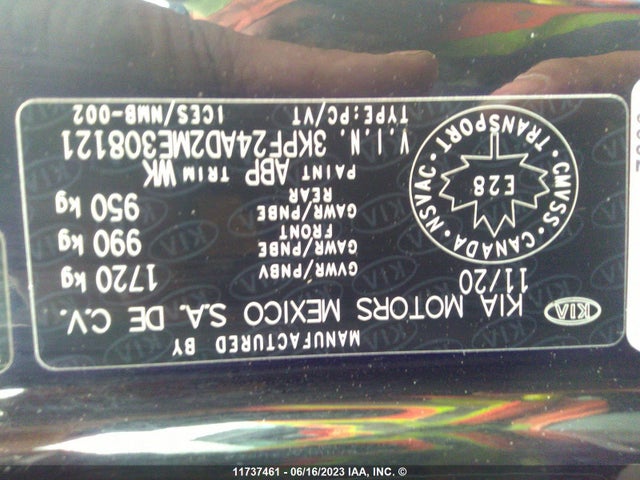 MANUFACTURED BY
KIA KIA MOTORS MEXICO S.A. DE C.V.
11/20
GVWR/PNBV 1720 kg
GAWR/PNBE FRONT 990 kg
GAWR/PNBE REAR 950 kg
PAINT ABP TRIM WK
V.I.N. 3KPF24AD2ME308121
TYPE:PC/VT ICES/NMB-002
CMVSS · CANADA · NSVAC · TRANSPORT ·
E28
11737461 - 06/16/2023 IAA, INC. ©